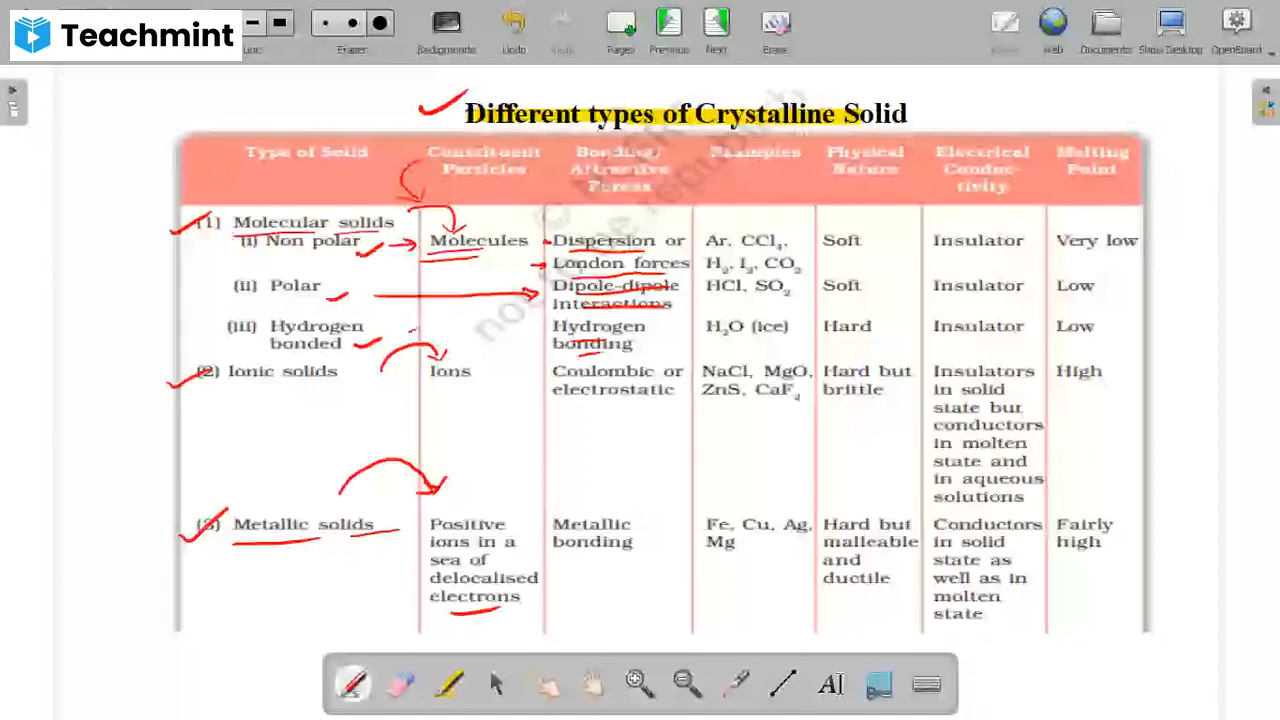 Teachmint
Eraser
Backgrounds
Undo
Pages
Previous
Next
Erase
Web
Documents
Show Desktop
OpenBoard
Different types of Crystalline Solid
Type of Solid
Constituent
Particles
Bonding/
Attractive
Forces
Examples
Physical
Nature
Electrical
Conduc-
tivity
Melting
Point
(1) Molecular solids
(i) Non polar
Molecules
Dispersion or
London forces
Ar, CCl₄,
H₂, I₂, CO₂
Soft
Insulator
Very low
(ii) Polar
Dipole-dipole
interactions
HCl, SO₂
Soft
Insulator
Low
(iii) Hydrogen
bonded
Hydrogen
bonding
H₂O (ice)
Hard
Insulator
Low
(2) Ionic solids
Ions
Coulombic or
electrostatic
NaCl, MgO,
ZnS, CaF₂
Hard but
brittle
Insulators
in solid
state but
conductors
in molten
state and
in aqueous
solutions
High
(3) Metallic solids
Positive
ions in a
sea of
delocalised
electrons
Metallic
bonding
Fe, Cu, Ag,
Mg
Hard but
malleable
and
ductile
Conductors
in solid
state as
well as in
molten
state
Fairly
high